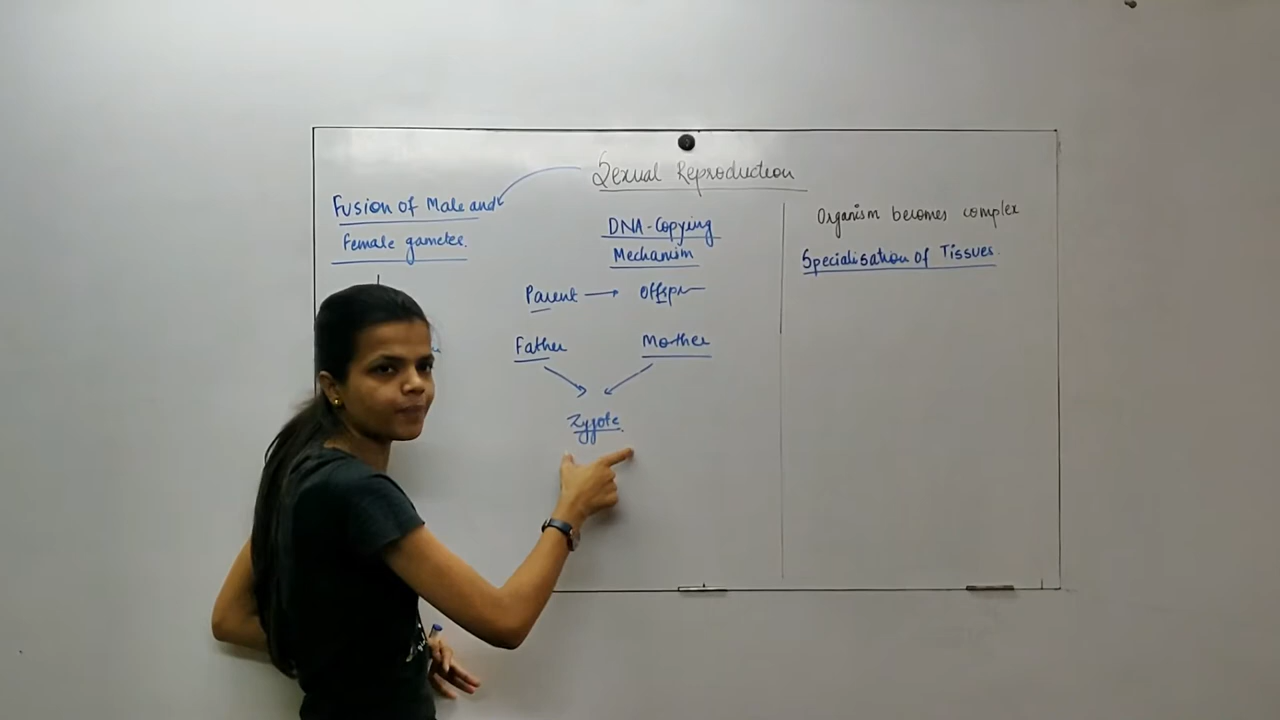 Sexual Reproduction
Fusion of Male and
Female gametes.
DNA-Copying
Mechanism
Parent → Offspr
Father
Mother
Zygote.
Organism becomes complex
Specialisation of Tissues.